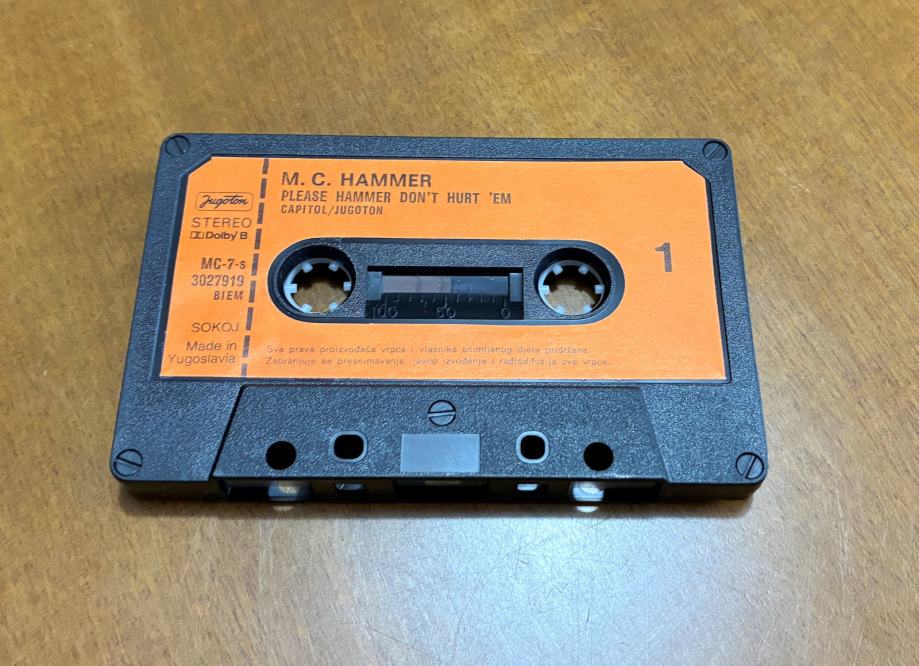 M. C. HAMMER
PLEASE HAMMER DON'T HURT 'EM
CAPITOL/JUGOTON
Jugoton
STEREO
Dolby B
MC-7-s
3027919
BIEM
SOKOJ
Made in
Yugoslavia
1
100 50 0
Sva prava proizvođača vrpca i vlasnika snimljenog djela pridržana.
Zabranjuje se presnimavanje, javno izvođenje i radiodifuzija ove vrpce.